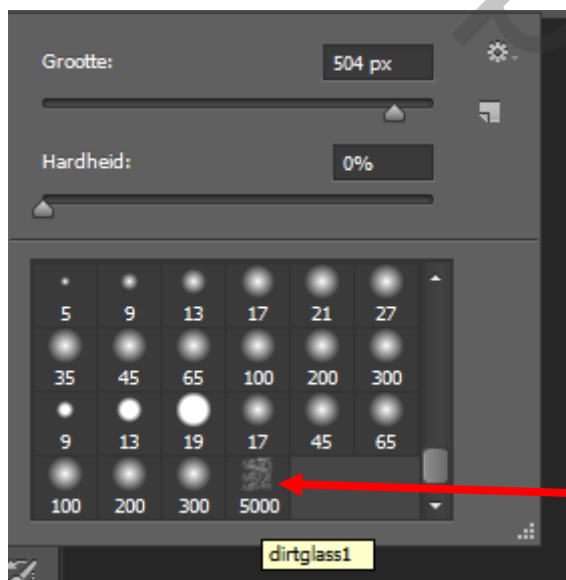 Grootte: 504 px
Hardheid: 0%
5 9 13 17 21 27
35 45 65 100 200 300
9 13 19 17 45 65
100 200 300 5000
dirtglass1